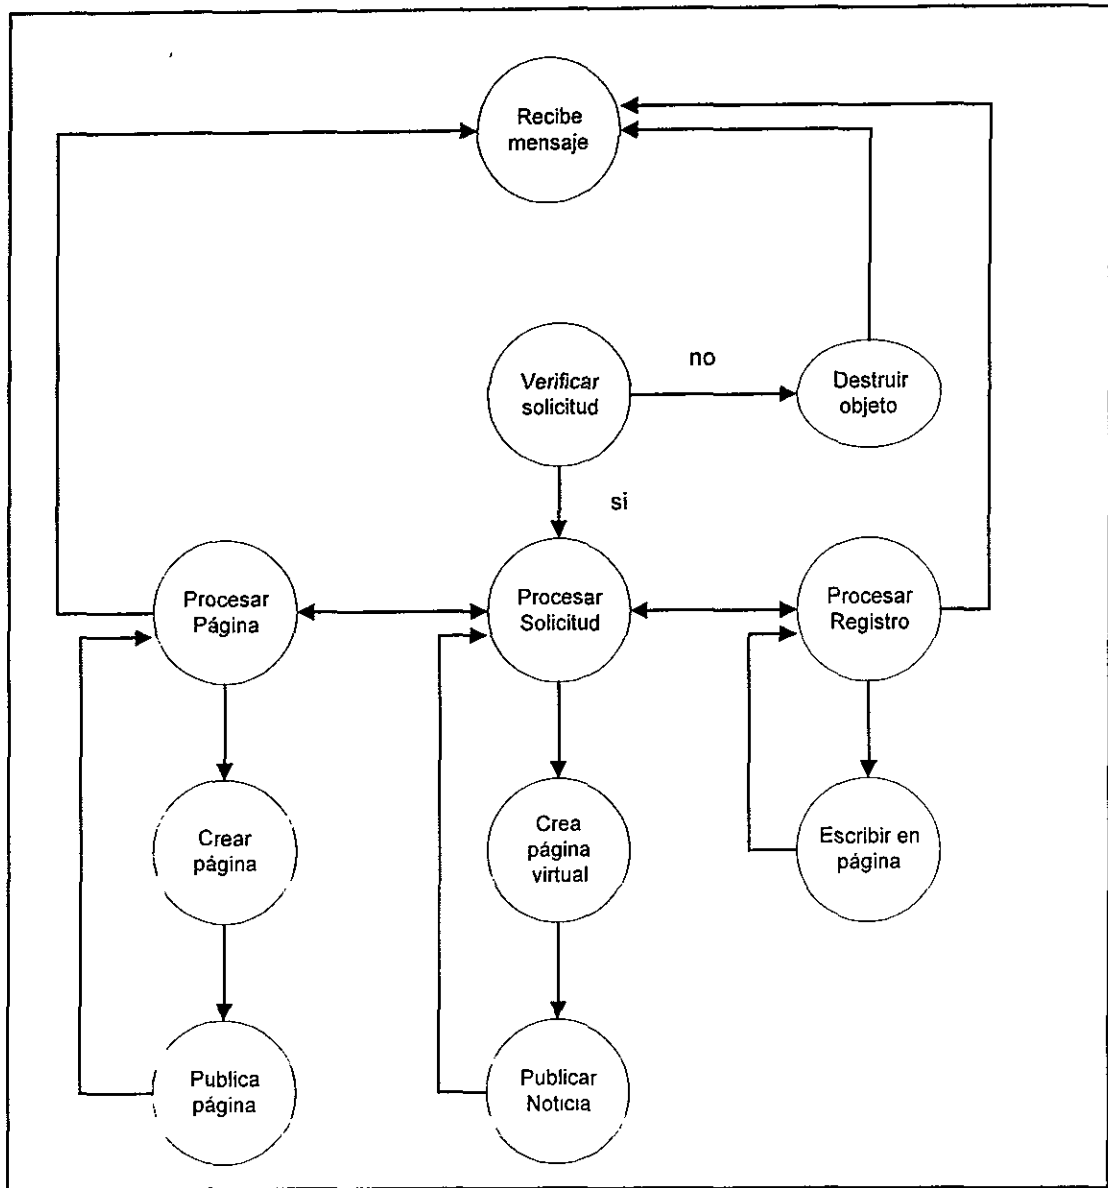 Recibe
mensaje
Verificar
solicitud
no
Destruir
objeto
si
Procesar
Página
Procesar
Solicitud
Procesar
Registro
Crear
página
Crea
página
virtual
Escribir en
página
Publica
página
Publicar
Noticia